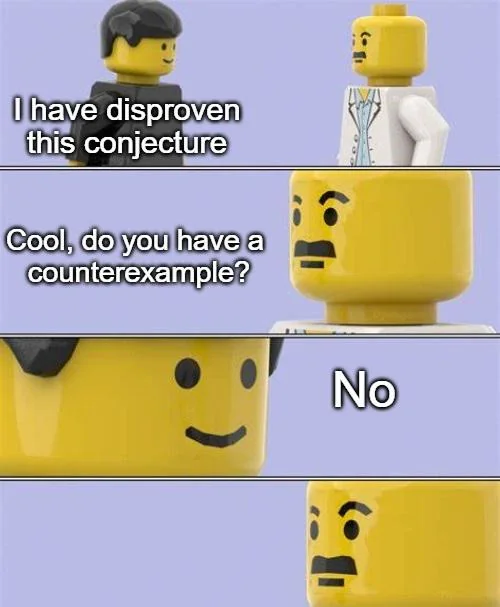 I have disproven
this conjecture
Cool, do you have a
counterexample?
No